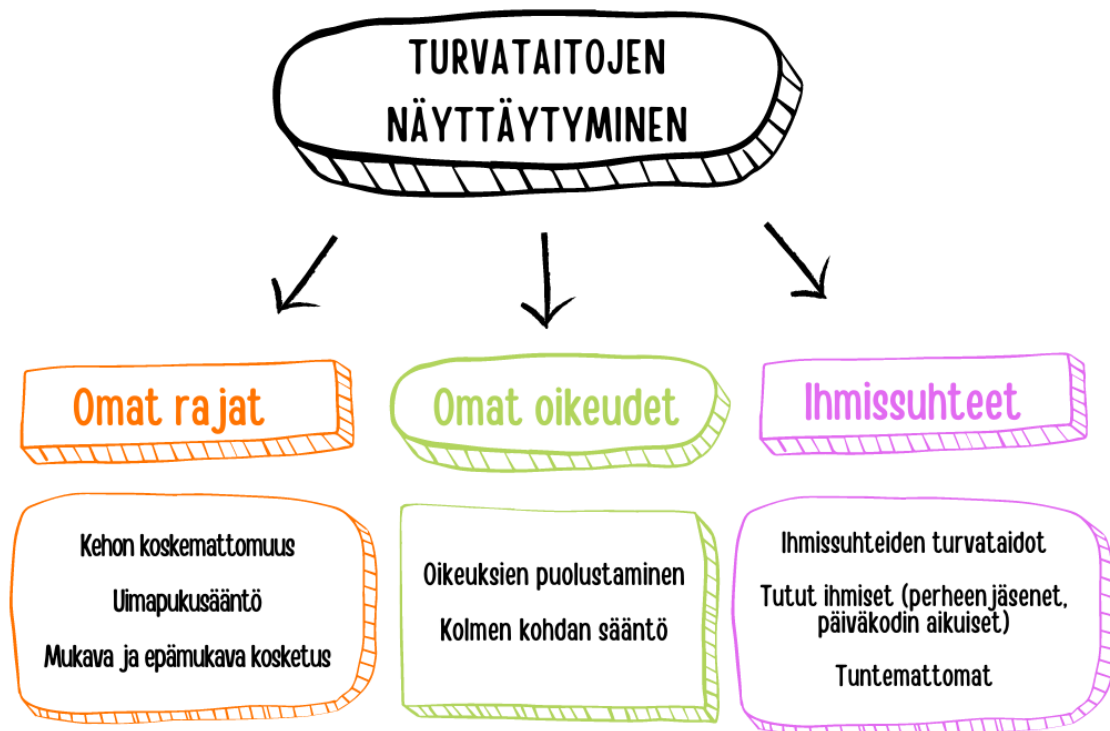 TURVATAITOJEN
NÄYTTÄYTYMINEN
Omat rajat
Kehon koskemattomuus
Uimapukusääntö
Mukava ja epämukava kosketus
Omat oikeudet
Oikeuksien puolustaminen
Kolmen kohdan sääntö
Ihmissuhteet
Ihmissuhteiden turvataidot
Tutut ihmiset (perheenjäsenet,
päiväkodin aikuiset)
Tuntemattomat